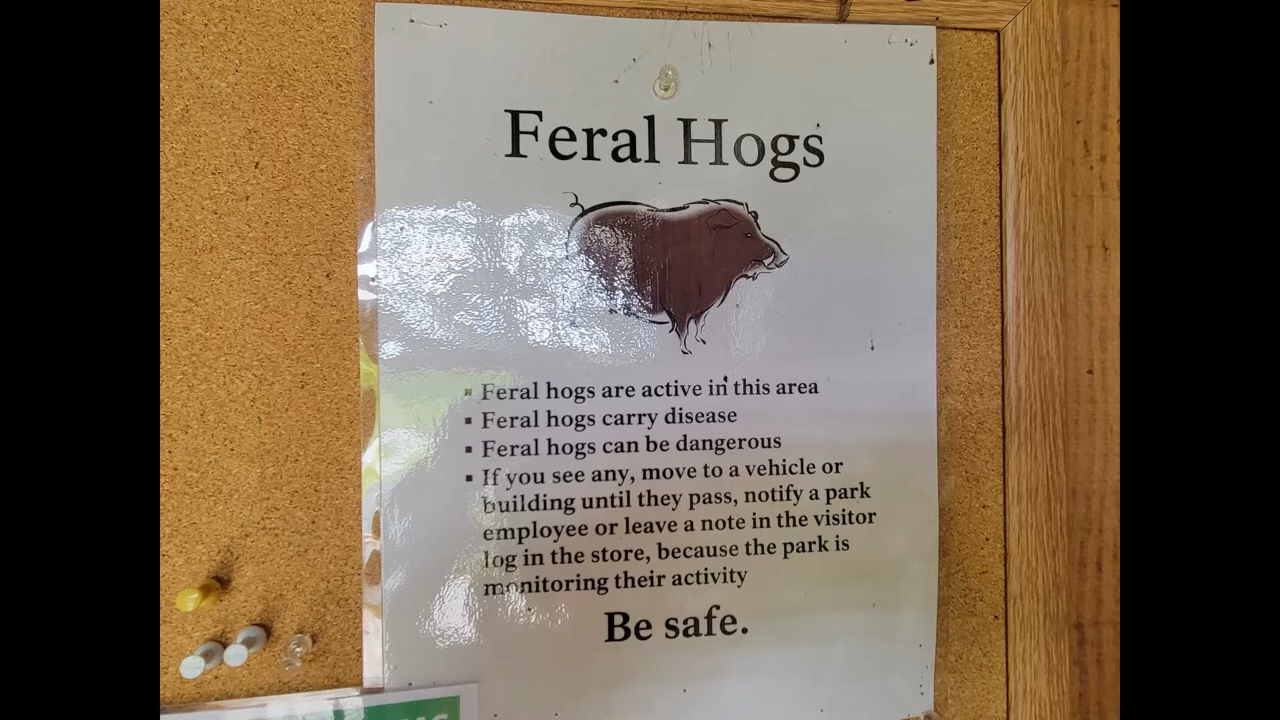 Feral Hogs
▪ Feral hogs are active in this area
▪ Feral hogs carry disease
▪ Feral hogs can be dangerous
▪ If you see any, move to a vehicle or
building until they pass, notify a park
employee or leave a note in the visitor
log in the store, because the park is
monitoring their activity
Be safe.